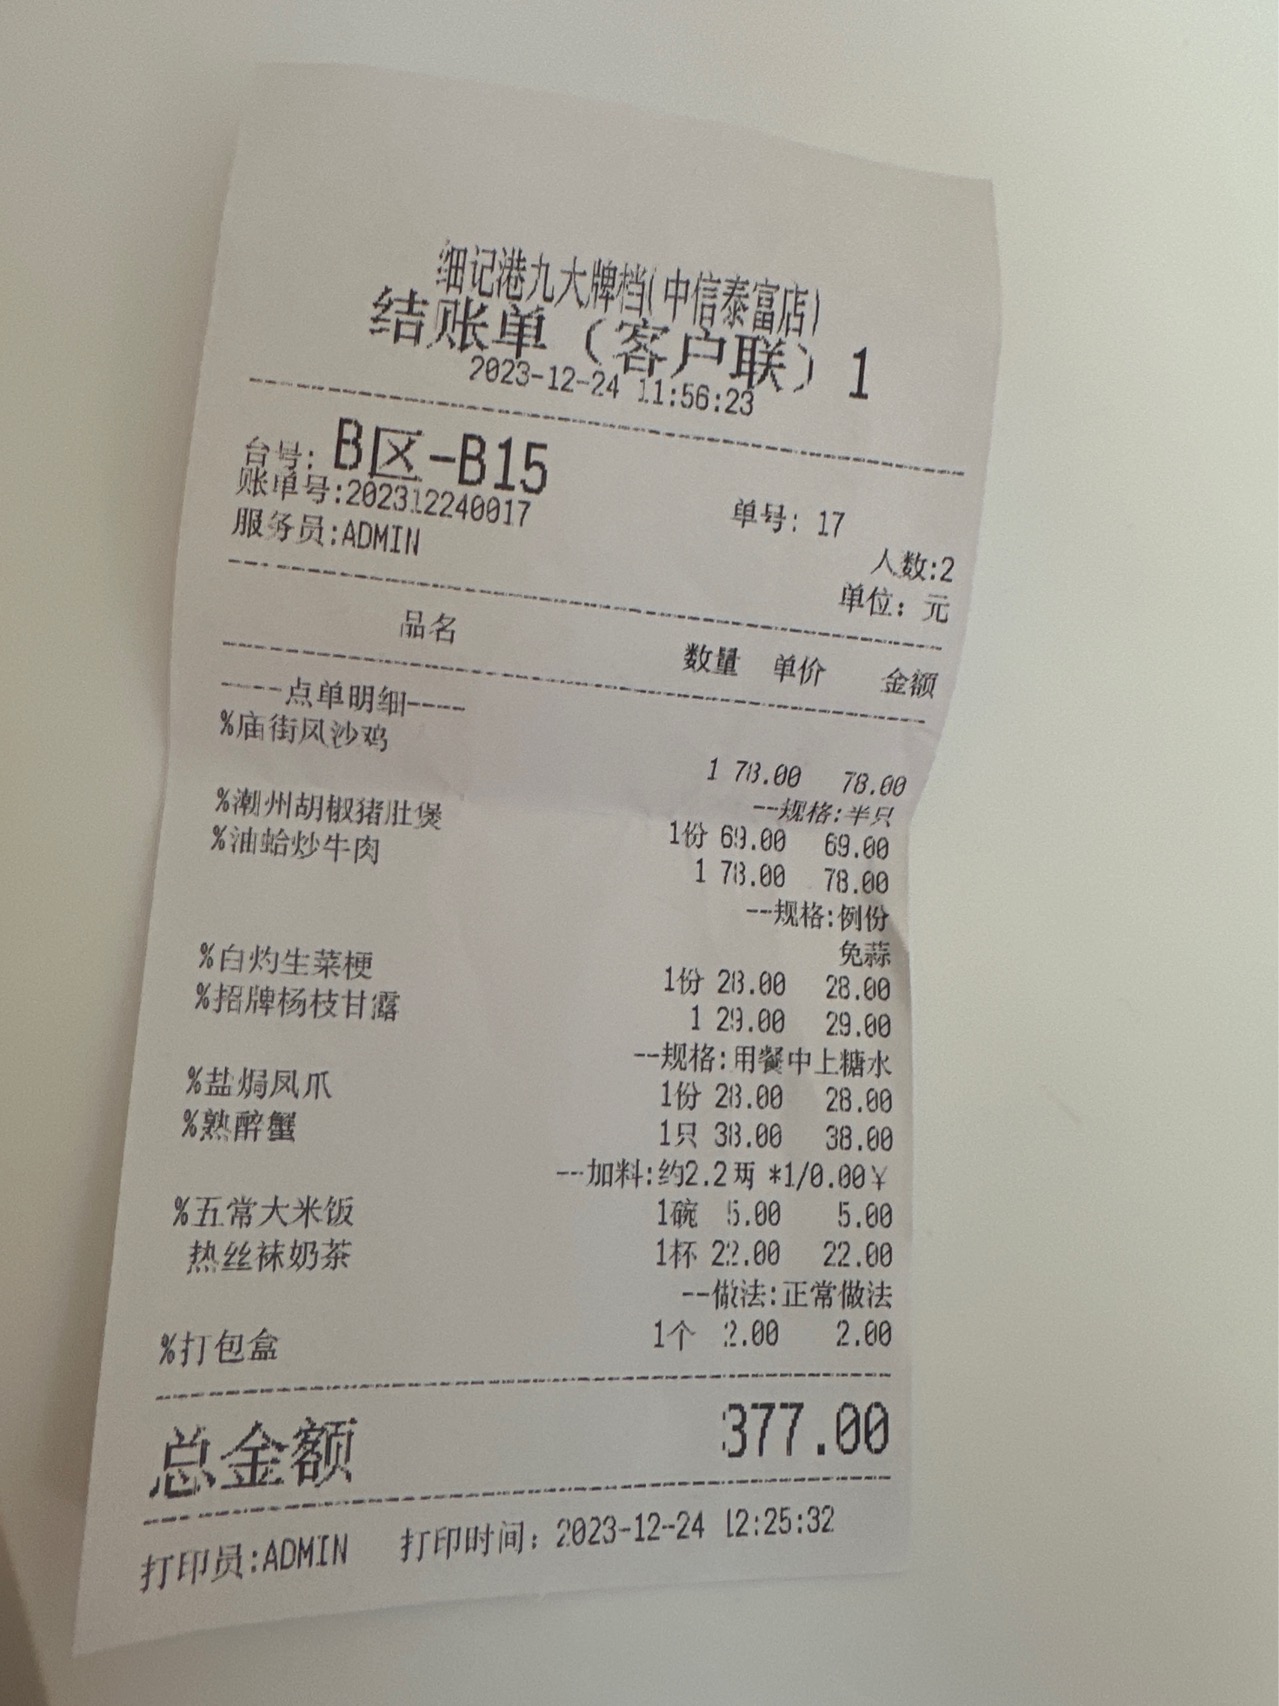 细记港九大牌档(中信泰富店)
结账单（客户联）1
2023-12-24 11:56:23
台号: B区-B15 单号: 17
账单号:202312240017 人数:2
服务员:ADMIN 单位: 元
品名 数量 单价 金额
----点单明细----
%庙街风沙鸡
1 78.00 78.00
--规格:半只
%潮州胡椒猪肚煲 1份 69.00 69.00
%油蛤炒牛肉 1 78.00 78.00
--规格:例份
免蒜
%白灼生菜梗 1份 28.00 28.00
%招牌杨枝甘露 1 29.00 29.00
--规格:用餐中上糖水
%盐焗凤爪 1份 28.00 28.00
%熟醉蟹 1只 38.00 38.00
---加料:约2.2两 *1/0.00￥
%五常大米饭 1碗 5.00 5.00
热丝袜奶茶 1杯 22.00 22.00
--做法:正常做法
%打包盒 1个 2.00 2.00
总金额 377.00
打印员:ADMIN 打印时间: 2023-12-24 12:25:32